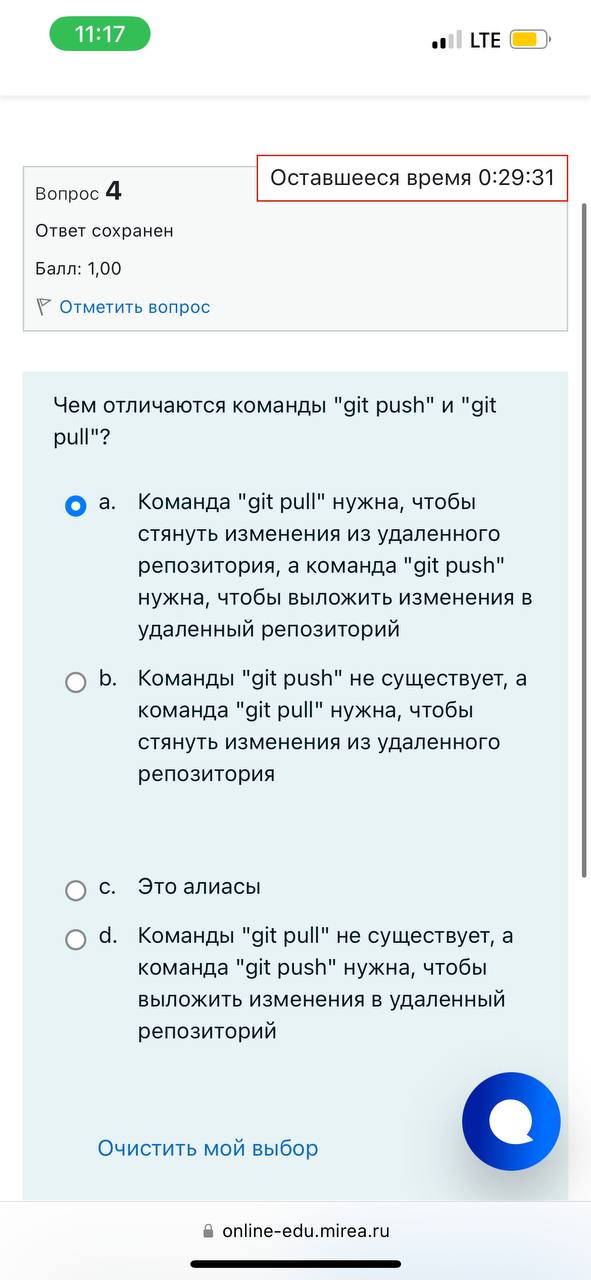 11:17
LTE
Оставшееся время 0:29:31
Вопрос 4
Ответ сохранен
Балл: 1,00
Отметить вопрос
Чем отличаются команды "git push" и "git
pull"?
a. Команда "git pull" нужна, чтобы
стянуть изменения из удаленного
репозитория, а команда "git push"
нужна, чтобы выложить изменения в
удаленный репозиторий
b. Команды "git push" не существует, а
команда "git pull" нужна, чтобы
стянуть изменения из удаленного
репозитория
c. Это алиасы
d. Команды "git pull" не существует, а
команда "git push" нужна, чтобы
выложить изменения в удаленный
репозиторий
Очистить мой выбор
online-edu.mirea.ru